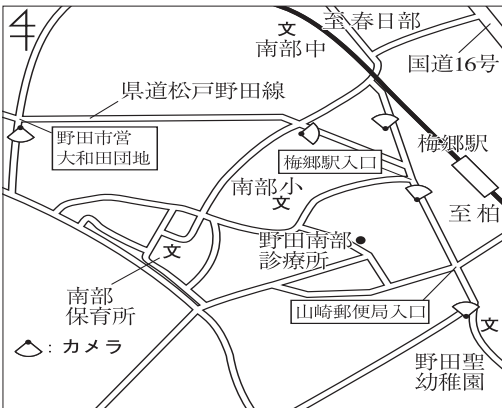 至春日部
文
南部中
国道16号
県道松戸野田線
梅郷駅
野田市営
大和田団地
梅郷駅入口
南部小
文
至柏
野田南部
診療所
文
南部
保育所
山崎郵便局入口
:カメラ
文
野田聖
幼稚園